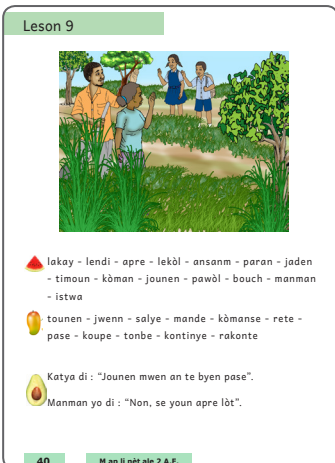 Leson 9
lakay - lendi - apre - lekòl - ansanm - paran - jaden
- timoun - kòman - jounen - pawòl - bouch - manman
- istwa
tounen - jwenn - salye - mande - kòmanse - rete -
pase - koupe - tonbe - kontinye - rakonte
Katya di : “Jounen mwen an te byen pase”.
Manman yo di : “Non, se youn apre lòt”.
40 M ap li nèt ale 2 A.F.